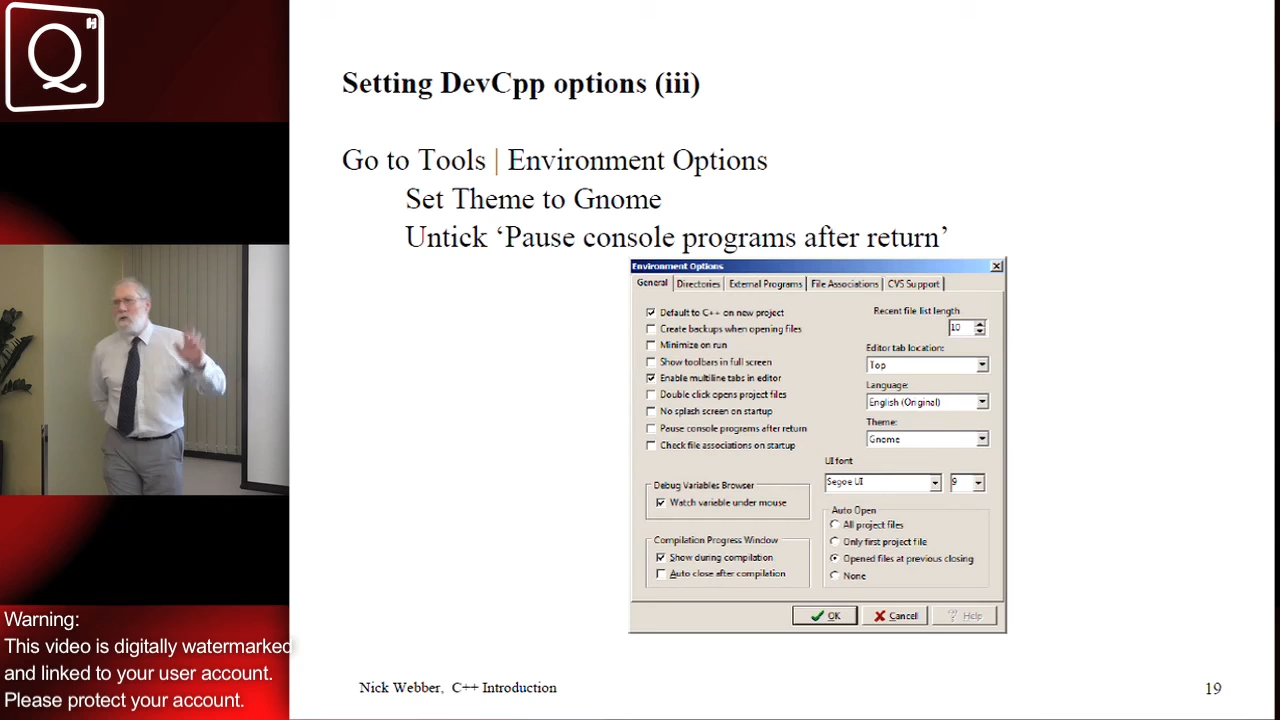 Q
Setting DevCpp options (iii)
Go to Tools | Environment Options
Set Theme to Gnome
Untick ‘Pause console programs after return’
Environment Options
General Directories External Programs File Associations CVS Support
Default to C++ on new project
Create backups when opening files
Minimize on run
Show toolbars in full screen
Enable multiline tabs in editor
Double click opens project files
No splash screen on startup
Pause console programs after return
Check file associations on startup
Recent file list length
10
Editor tab location:
Top
Language:
English (Original)
Theme:
Gnome
UI font
Segoe UI 9
Debug Variables Browser
Watch variable under mouse
Compilation Progress Window
Show during compilation
Auto close after compilation
Auto Open
All project files
Only first project file
Opened files at previous closing
None
OK Cancel ? Help
Warning:
This video is digitally watermarked
and linked to your user account.
Please protect your account.
Nick Webber, C++ Introduction
19